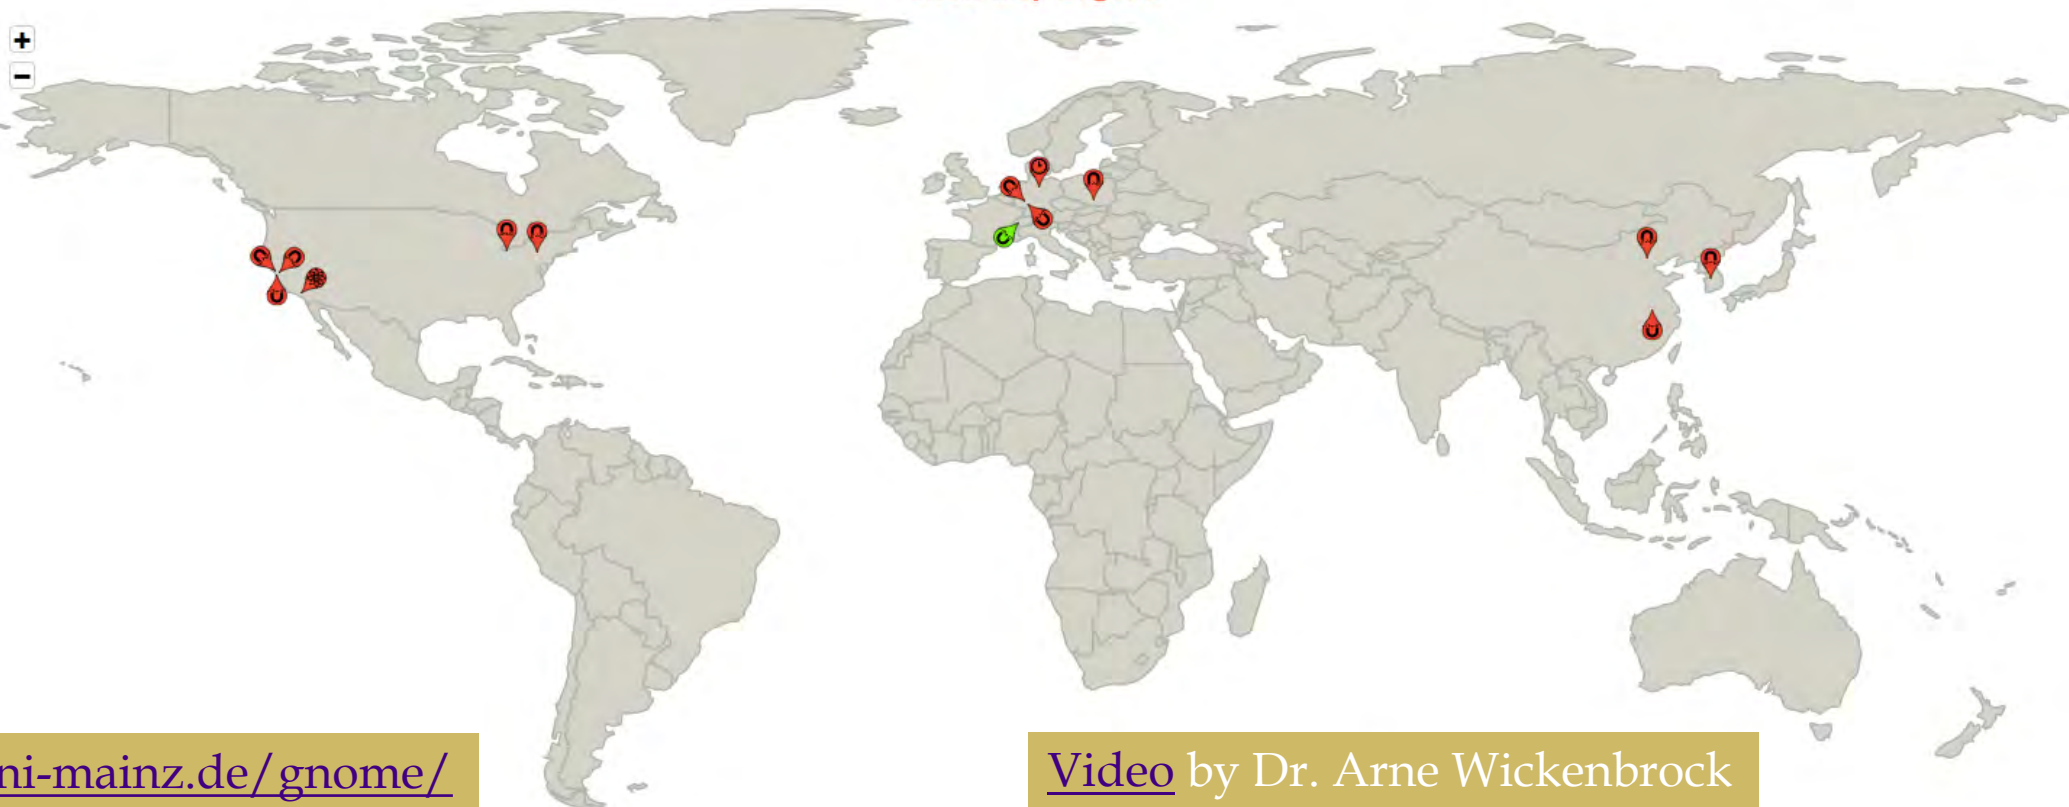 +
−
ni-mainz.de/gnome/
Video by Dr. Arne Wickenbrock